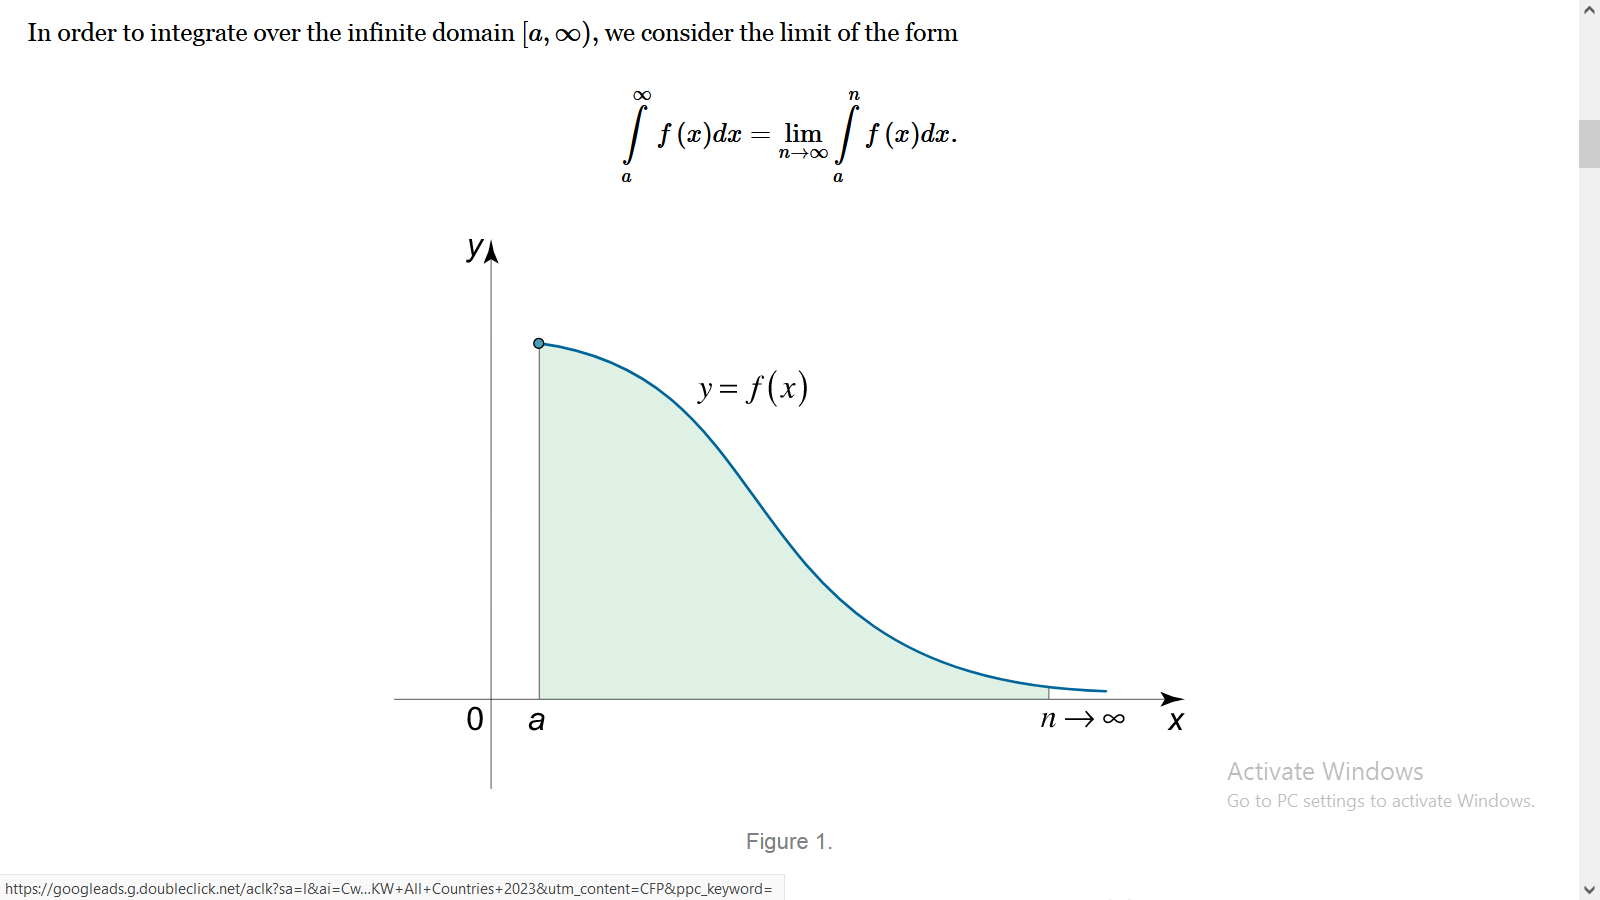 In order to integrate over the infinite domain [a, ∞), we consider the limit of the form
∞ n
∫ f (x)dx = lim ∫ f (x)dx.
n→∞
a a
y
y = f(x)
0 a n → ∞ x
Activate Windows
Go to PC settings to activate Windows.
Figure 1.
https://googleads.g.doubleclick.net/aclk?sa=l&ai=Cw...KW+All+Countries+2023&utm_content=CFP&ppc_keyword=